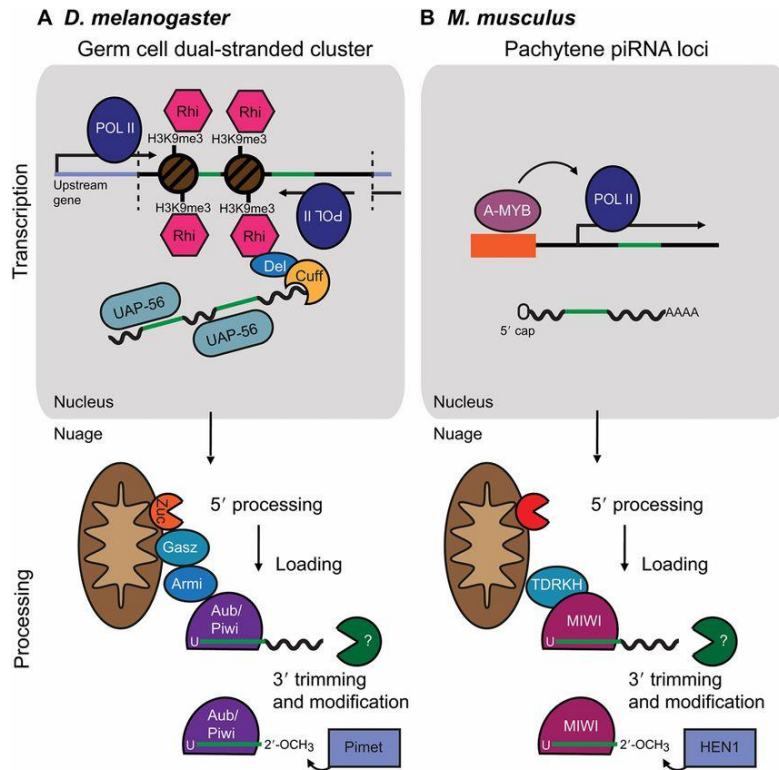 A D. melanogaster
Germ cell dual-stranded cluster
Transcription
POL II
Rhi
Rhi
H3K9me3
H3K9me3
Upstream
gene
H3K9me3
H3K9me3
POL II
Rhi
Rhi
Del
Cuff
UAP-56
UAP-56
Nucleus
Nuage
Processing
Zuc
5′ processing
Gasz
Loading
Armi
Aub/
Piwi
U
?
3′ trimming
and modification
Aub/
Piwi
U
2′-OCH3
Pimet
B M. musculus
Pachytene piRNA loci
A-MYB
POL II
5′ cap
AAAA
Nucleus
Nuage
5′ processing
Loading
TDRKH
MIWI
U
?
3′ trimming
and modification
MIWI
U
2′-OCH3
HEN1